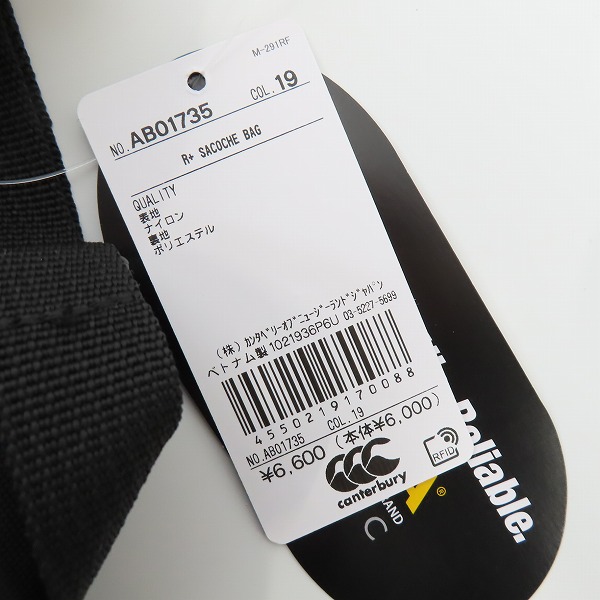 M-291RF
NO. AB01735 COL. 19
R+ SACOCHE BAG
QUALITY
表地
ナイロン
裏地
ポリエステル
(株)カンタベリーオブニュージーランドジャパン
ベトナム製 1021936P6U 03-5227-5699
4550219170088
NO.AB01735 COL.19
¥6,600 (本体¥6,000)
canterbury
RFID
Reliable.
®
AND
C